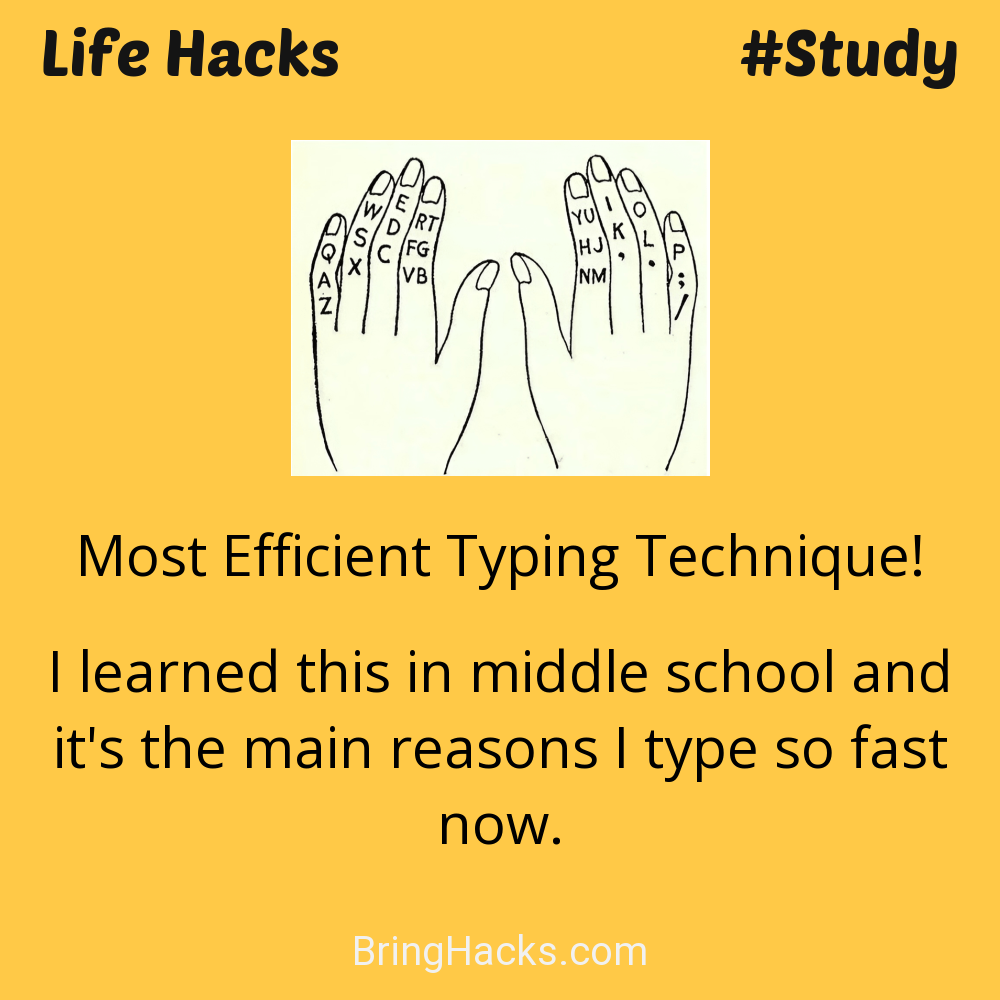 Life Hacks #Study
Q
A
Z
W
S
X
E
D
C
RT
FG
VB
YU
HJ
NM
I
K
,
O
L
.
P
;
/
Most Efficient Typing Technique!
I learned this in middle school and
it's the main reasons I type so fast
now.
BringHacks.com